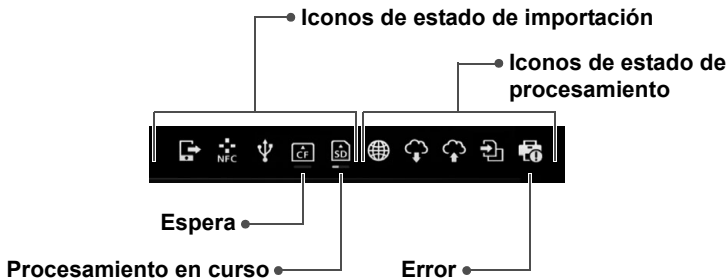 Iconos de estado de importación
Iconos de estado de
procesamiento
NFC
CF
SD
Espera
Procesamiento en curso
Error